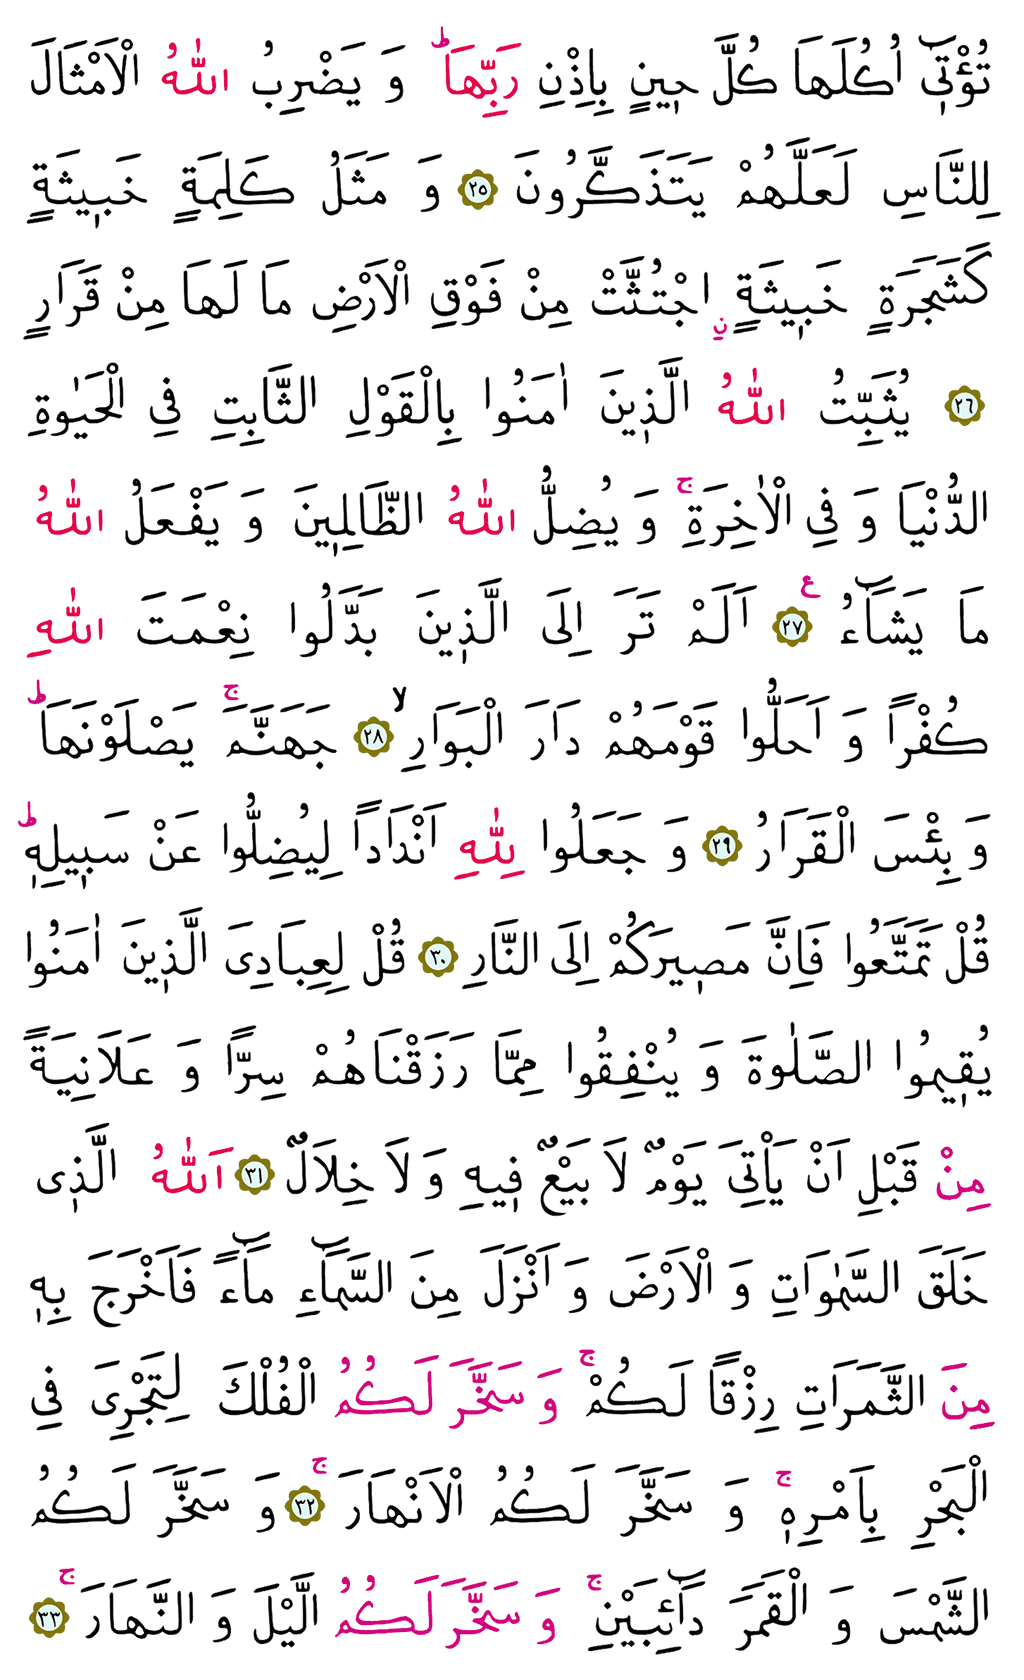 تُؤْت۪ٓي اُكُلَهَا كُلَّ ح۪ينٍ بِاِذْنِ رَبِّهَاۜ وَ يَضْرِبُ اللّٰهُ الْاَمْثَالَ
لِلنَّاسِ لَعَلَّهُمْ يَتَذَكَّرُونَ ﴿٢٥﴾ وَ مَثَلُ كَلِمَةٍ خَب۪يثَةٍ
كَشَجَرَةٍ خَب۪يثَةٍۨ اجْتُثَّتْ مِنْ فَوْقِ الْاَرْضِ مَا لَهَا مِنْ قَرَارٍ
﴿٢٦﴾ يُثَبِّتُ اللّٰهُ الَّذ۪ينَ اٰمَنُوا بِالْقَوْلِ الثَّابِتِ فِي الْحَيٰوةِ
الدُّنْيَا وَ فِي الْاٰخِرَةِۚ وَ يُضِلُّ اللّٰهُ الظَّالِم۪ينَ وَ يَفْعَلُ اللّٰهُ
مَا يَشَٓاءُ ع ﴿٢٧﴾ اَلَمْ تَرَ اِلَى الَّذ۪ينَ بَدَّلُوا نِعْمَتَ اللّٰهِ
كُفْرًا وَ اَحَلُّوا قَوْمَهُمْ دَارَ الْبَوَارِۙ ﴿٢٨﴾ جَهَنَّمَۚ يَصْلَوْنَهَاۜ
وَ بِئْسَ الْقَرَارُ ﴿٢٩﴾ وَ جَعَلُوا لِلّٰهِ اَنْدَادًا لِيُضِلُّوا عَنْ سَب۪يلِه۪ۜ
قُلْ تَمَتَّعُوا فَاِنَّ مَص۪يرَكُمْ اِلَى النَّارِ ﴿٣٠﴾ قُلْ لِعِبَادِيَ الَّذ۪ينَ اٰمَنُوا
يُق۪يمُوا الصَّلٰوةَ وَ يُنْفِقُوا مِمَّا رَزَقْنَاهُمْ سِرًّا وَ عَلَانِيَةً
مِنْ قَبْلِ اَنْ يَأْتِيَ يَوْمٌ لَا بَيْعٌ ف۪يهِ وَ لَا خِلَالٌ ﴿٣١﴾ اَللّٰهُ الَّذ۪ي
خَلَقَ السَّمٰوَاتِ وَ الْاَرْضَ وَ اَنْزَلَ مِنَ السَّمَٓاءِ مَٓاءً فَاَخْرَجَ بِه۪
مِنَ الثَّمَرَاتِ رِزْقًا لَكُمْۚ وَ سَخَّرَ لَكُمُ الْفُلْكَ لِتَجْرِيَ فِي
الْبَحْرِ بِاَمْرِه۪ۚ وَ سَخَّرَ لَكُمُ الْاَنْهَارَۚ ﴿٣٢﴾ وَ سَخَّرَ لَكُمُ
الشَّمْسَ وَ الْقَمَرَ دَٓائِبَيْنِۚ وَ سَخَّرَ لَكُمُ الَّيْلَ وَ النَّهَارَۚ ﴿٣٣﴾